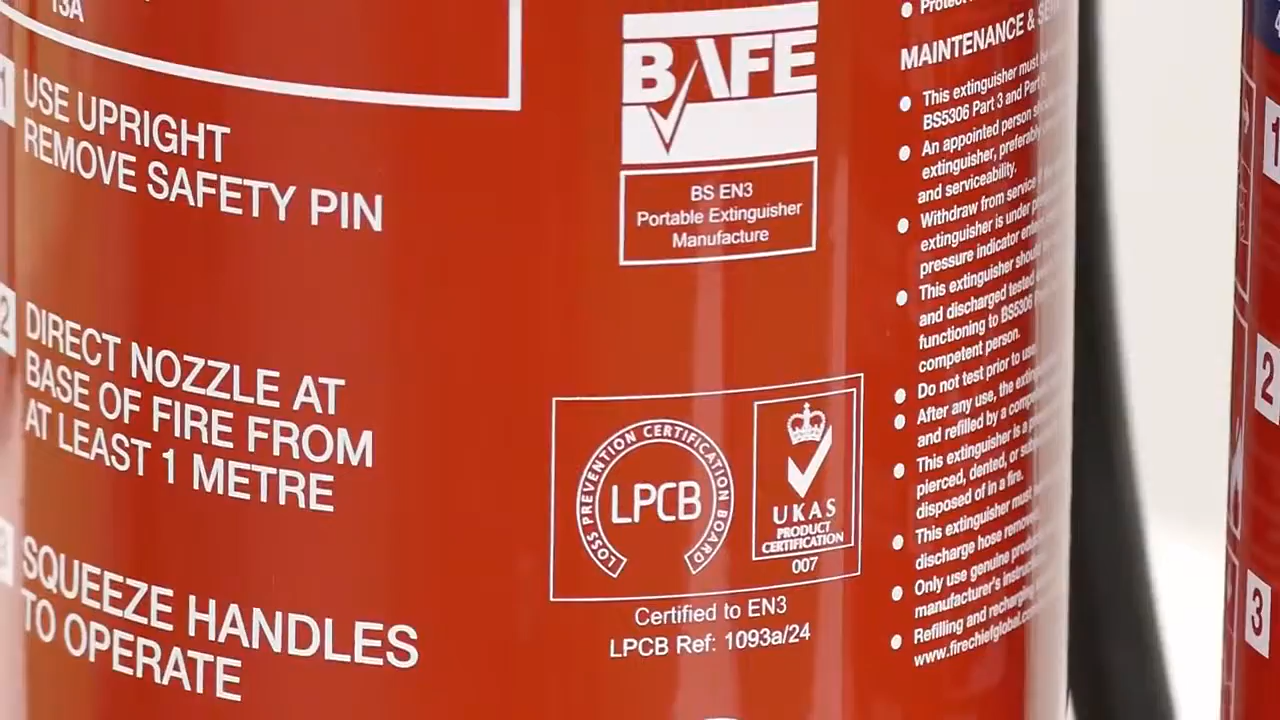 13A
1
USE UPRIGHT
REMOVE SAFETY PIN
2
DIRECT NOZZLE AT
BASE OF FIRE FROM
AT LEAST 1 METRE
3
SQUEEZE HANDLES
TO OPERATE
BAFE
BS EN3
Portable Extinguisher
Manufacture
LOSS PREVENTION CERTIFICATION BOARD
LPCB
UKAS
PRODUCT
CERTIFICATION
007
Certified to EN3
LPCB Ref: 1093a/24
MAINTENANCE &
This extinguisher must
BS5306 Part 3 and Part
An appointed person
extinguisher, preferably
and serviceability.
Withdraw from service
extinguisher is under
pressure indicator
This extinguisher
and discharged tested
functioning to BS5306
competent person.
Do not test prior to use
After any use, the
and refilled by a
This extinguisher is a
pierced, dented, or
disposed of in a fire.
This extinguisher must
discharge hose
Only use genuine
manufacturer's
Refilling and recharging
www.firechiefglobal.
1
2
3